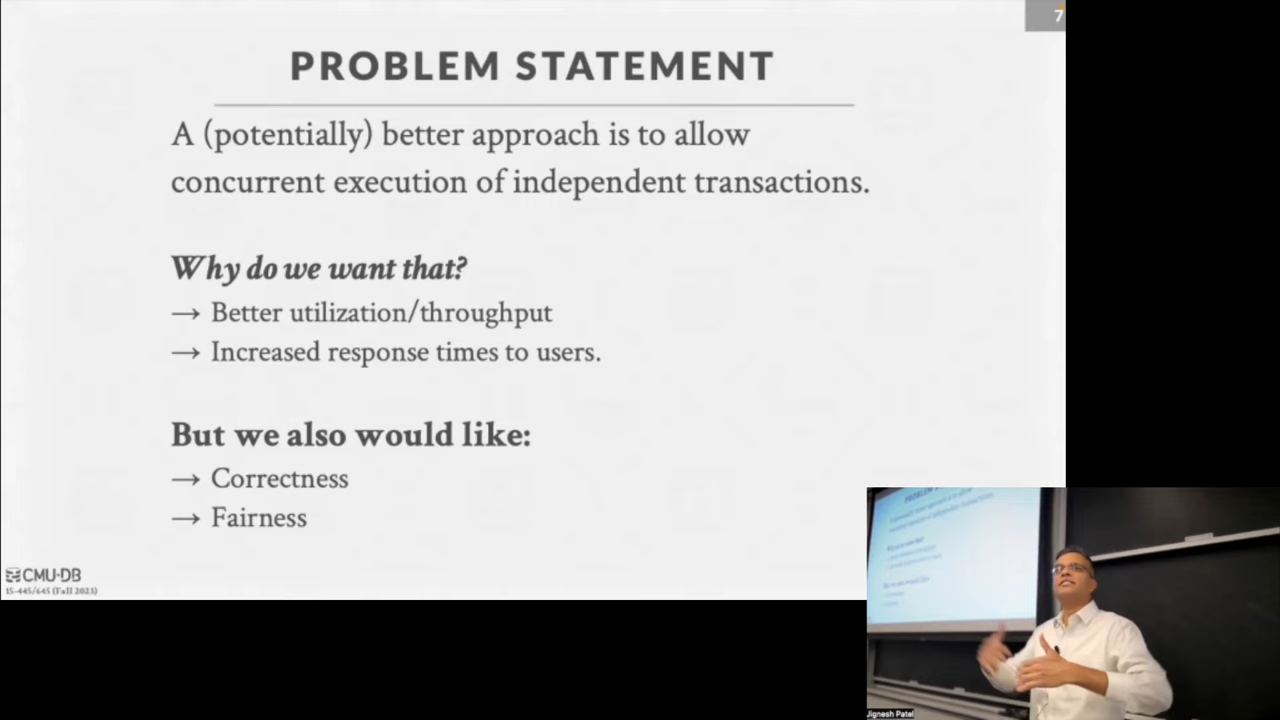 7
PROBLEM STATEMENT
A (potentially) better approach is to allow
concurrent execution of independent transactions.
Why do we want that?
→ Better utilization/throughput
→ Increased response times to users.
But we also would like:
→ Correctness
→ Fairness
CMU·DB
15-445/645 (Fall 2023)
Jignesh Patel